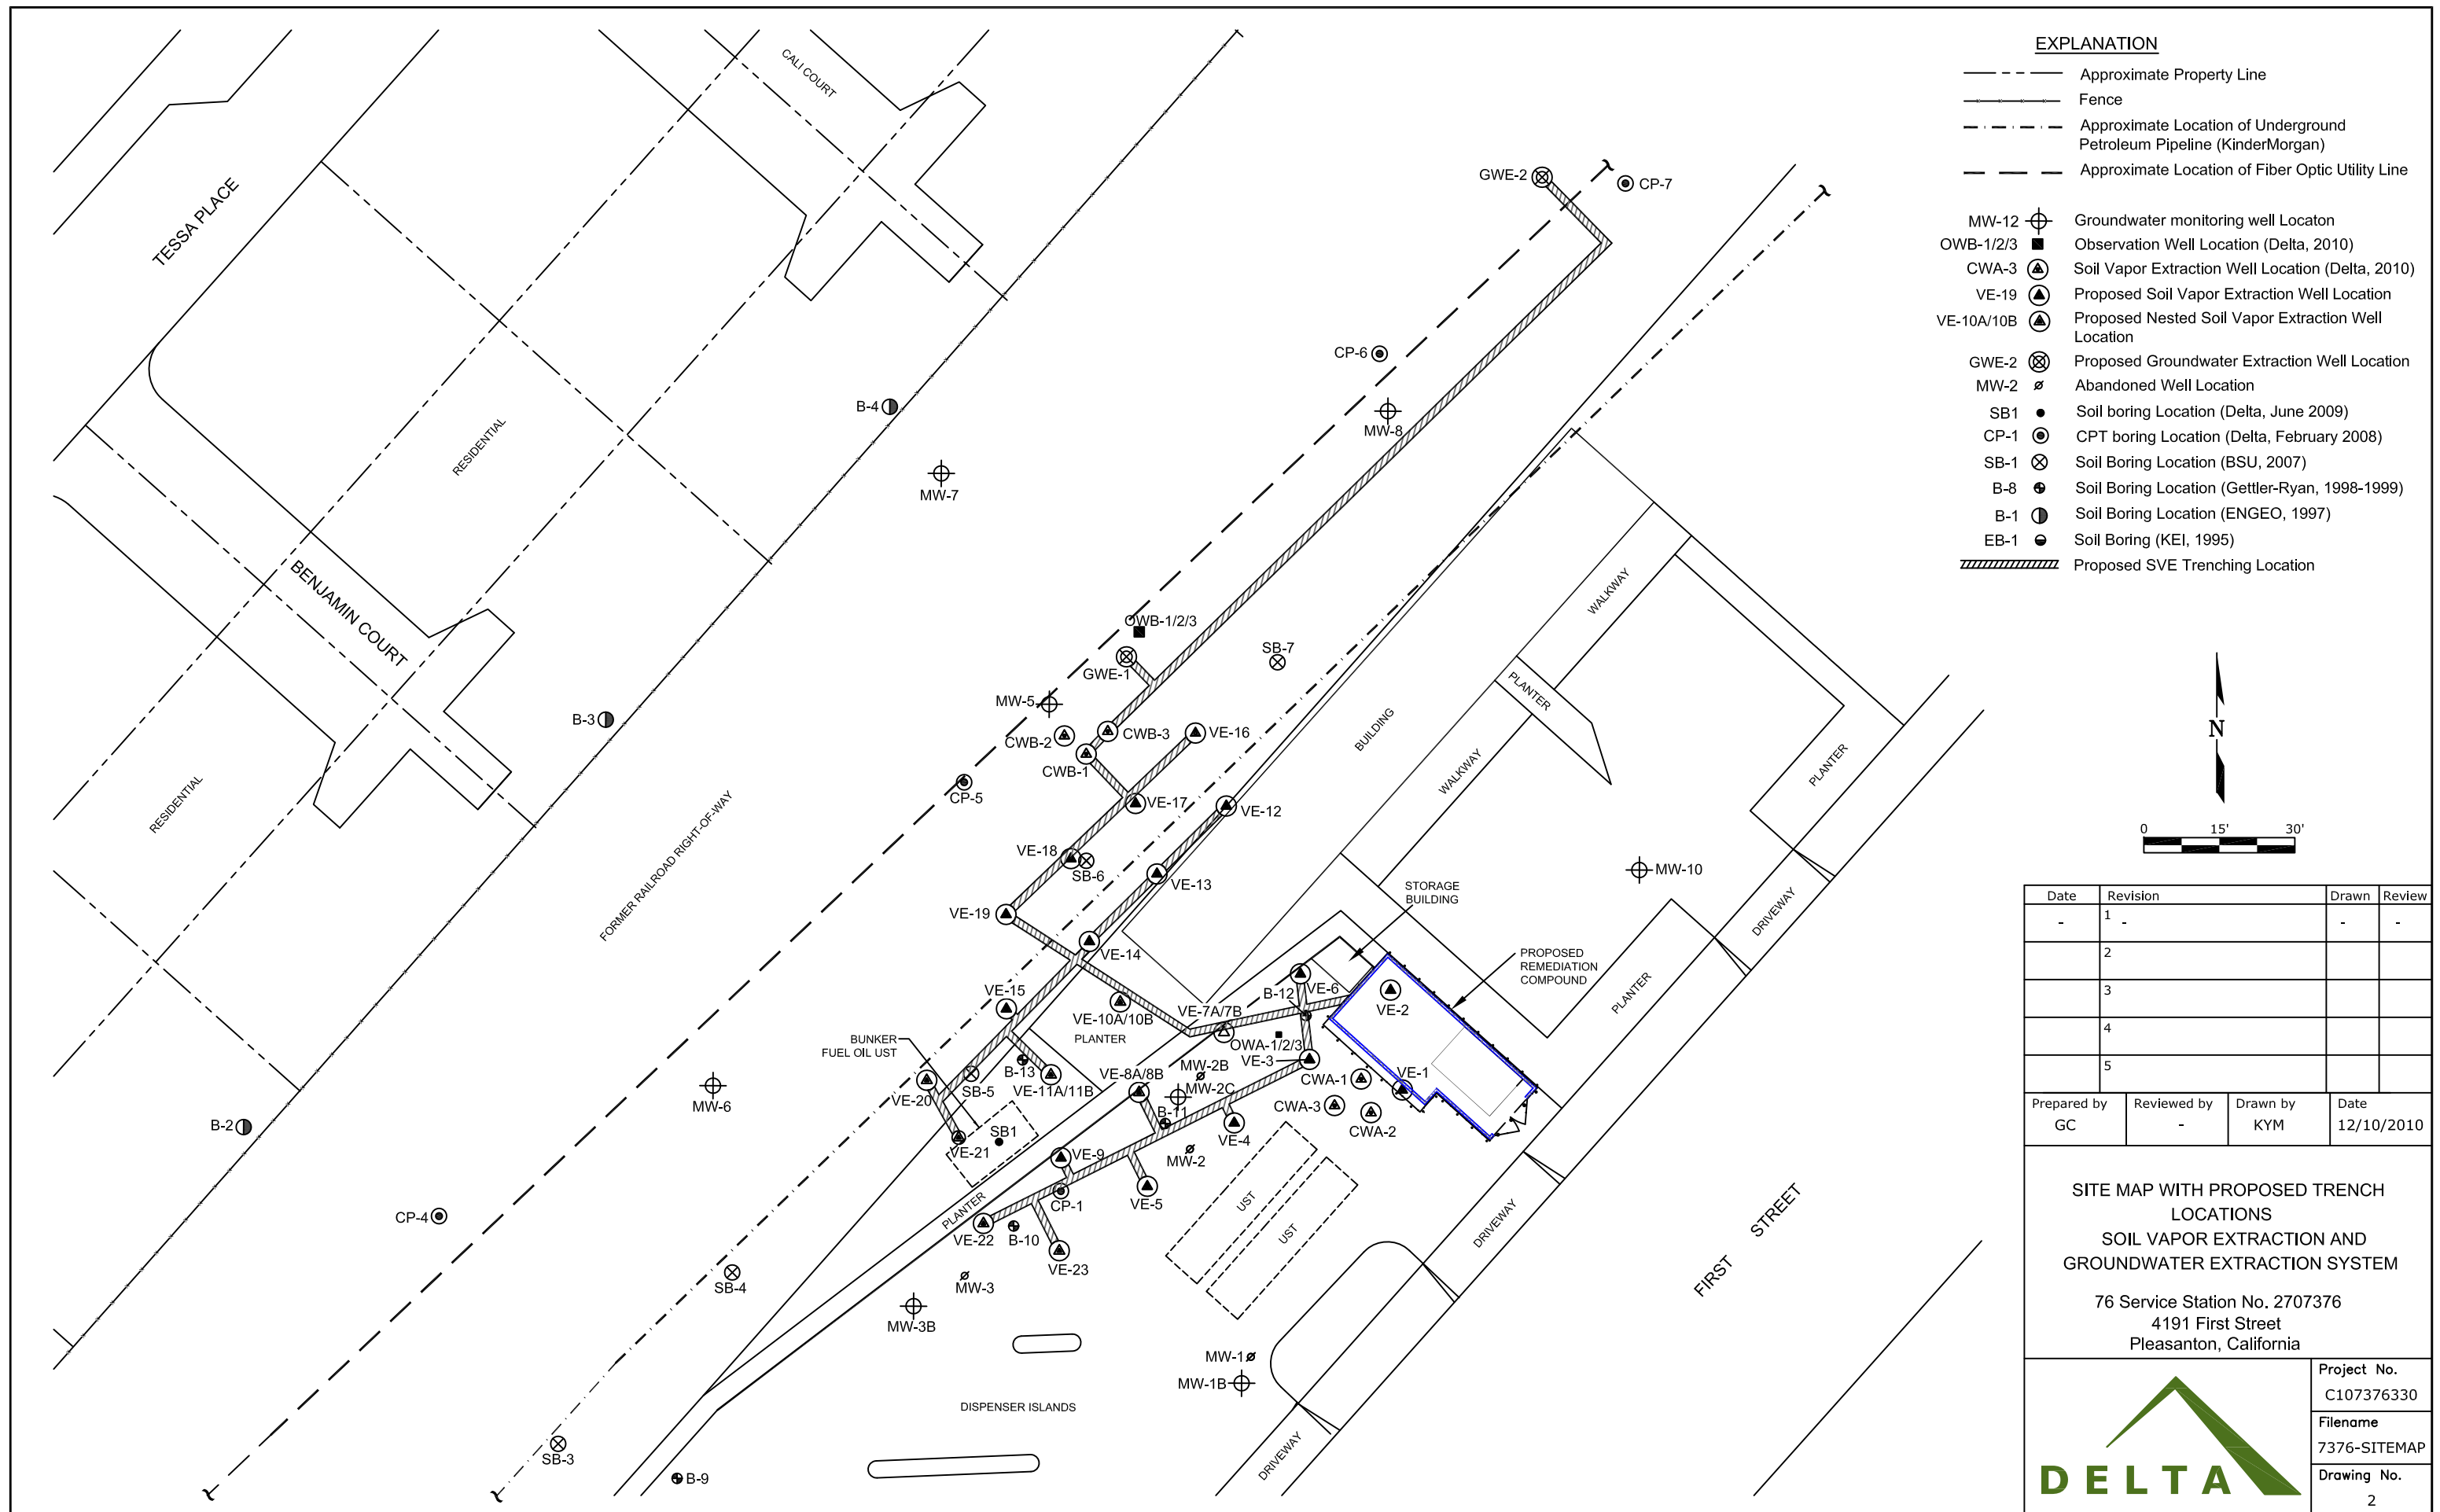 EXPLANATION
Approximate Property Line
Fence
Approximate Location of Underground
Petroleum Pipeline (KinderMorgan)
Approximate Location of Fiber Optic Utility Line
MW-12 Groundwater monitoring well Locaton
OWB-1/2/3 Observation Well Location (Delta, 2010)
CWA-3 Soil Vapor Extraction Well Location (Delta, 2010)
VE-19 Proposed Soil Vapor Extraction Well Location
VE-10A/10B Proposed Nested Soil Vapor Extraction Well
Location
GWE-2 Proposed Groundwater Extraction Well Location
MW-2 Abandoned Well Location
SB1 Soil boring Location (Delta, June 2009)
CP-1 CPT boring Location (Delta, February 2008)
SB-1 Soil Boring Location (BSU, 2007)
B-8 Soil Boring Location (Gettler-Ryan, 1998-1999)
B-1 Soil Boring Location (ENGEO, 1997)
EB-1 Soil Boring (KEI, 1995)
Proposed SVE Trenching Location
CALI COURT
TESSA PLACE
RESIDENTIAL
BENJAMIN COURT
RESIDENTIAL
FORMER RAILROAD RIGHT-OF-WAY
GWE-2
CP-7
CP-6
MW-8
B-4
MW-7
OWB-1/2/3
GWE-1
SB-7
MW-5
B-3
CWB-2
CWB-3
VE-16
CWB-1
CP-5
VE-17
VE-12
VE-18
SB-6
VE-13
VE-19
VE-14
BUILDING
WALKWAY
WALKWAY
PLANTER
PLANTER
DRIVEWAY
PLANTER
MW-10
STORAGE
BUILDING
PROPOSED
REMEDIATION
COMPOUND
VE-15
VE-10A/10B
PLANTER
VE-7A/7B
B-12
VE-6
VE-2
OWA-1/2/3
VE-3
BUNKER
FUEL OIL UST
B-13
VE-11A/11B
SB-5
VE-20
VE-8A/8B
MW-2B
MW-2C
CWA-1
VE-1
CWA-3
CWA-2
B-11
VE-4
MW-6
B-2
SB1
VE-21
VE-9
MW-2
VE-5
CP-1
PLANTER
VE-22
B-10
VE-23
UST
UST
DRIVEWAY
FIRST STREET
CP-4
SB-4
MW-3
MW-3B
MW-1
MW-1B
DISPENSER ISLANDS
DRIVEWAY
SB-3
B-9
N
0 15' 30'
Date Revision Drawn Review
- 1 - - -
2
3
4
5
Prepared by Reviewed by Drawn by Date
GC - KYM 12/10/2010
SITE MAP WITH PROPOSED TRENCH
LOCATIONS
SOIL VAPOR EXTRACTION AND
GROUNDWATER EXTRACTION SYSTEM
76 Service Station No. 2707376
4191 First Street
Pleasanton, California
DELTA
Project No.
C107376330
Filename
7376-SITEMAP
Drawing No.
2